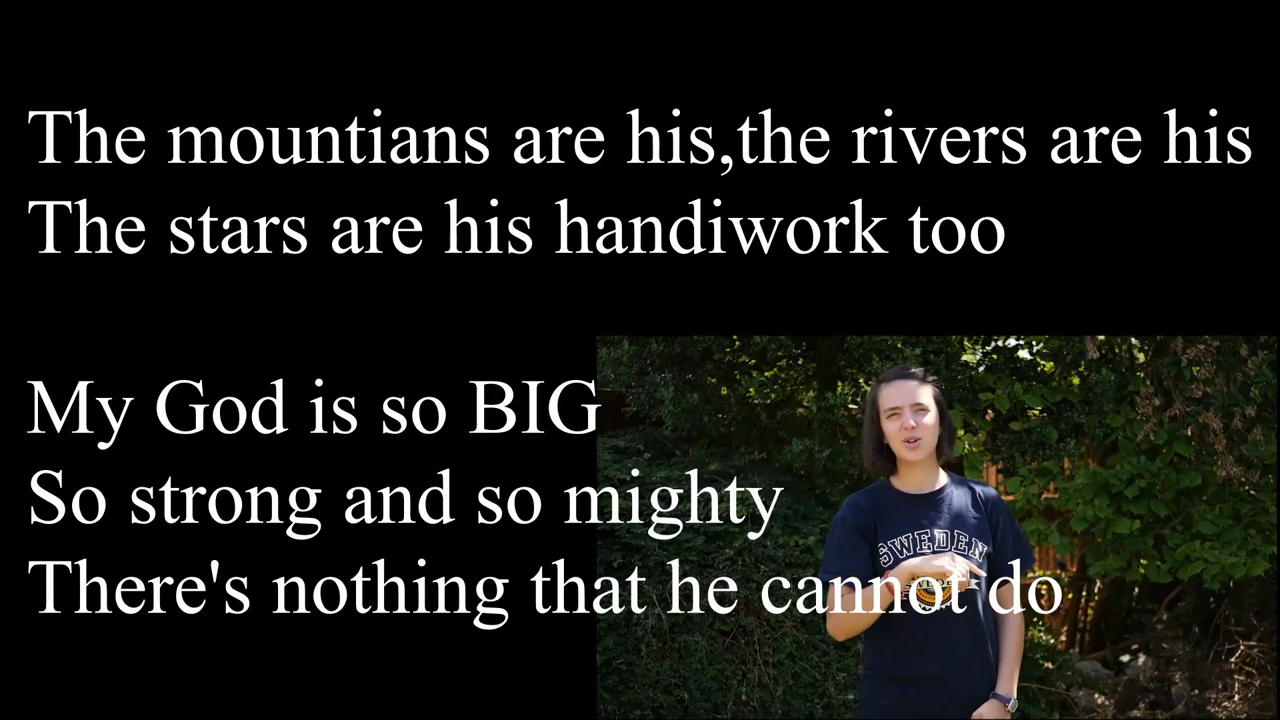 The mountians are his,the rivers are his
The stars are his handiwork too
My God is so BIG
So strong and so mighty
There's nothing that he cannot do
SWEDEN